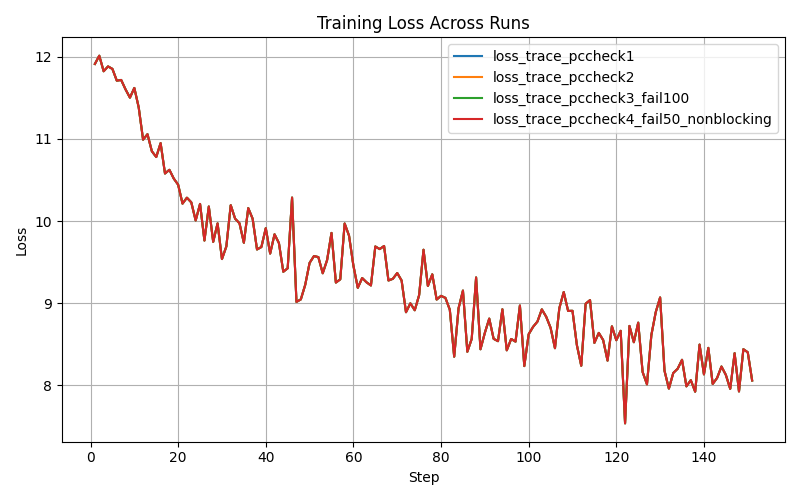 Training Loss Across Runs
loss_trace_pccheck1
loss_trace_pccheck2
loss_trace_pccheck3_fail100
loss_trace_pccheck4_fail50_nonblocking
Loss
12
11
10
9
8
0 20 40 60 80 100 120 140
Step